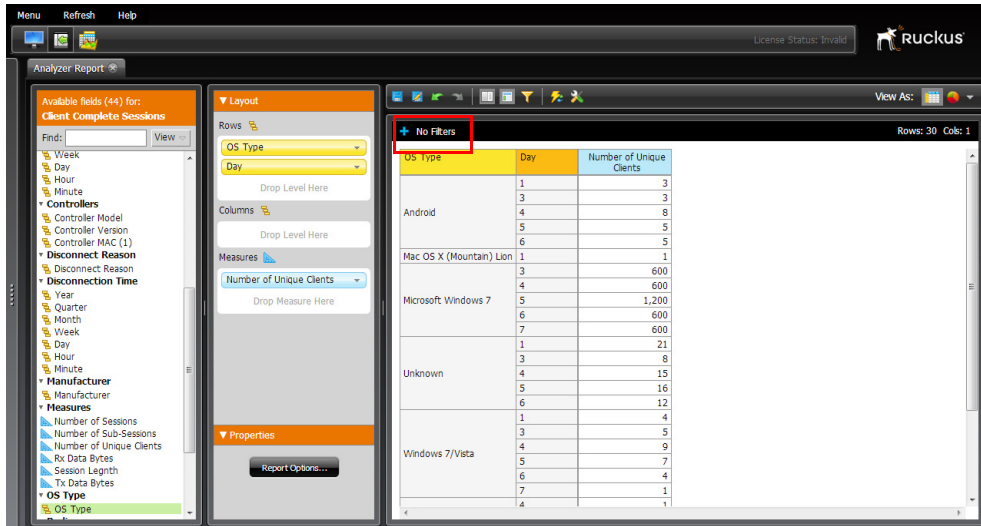 Menu Refresh Help
License Status: Invalid
Ruckus
Analyzer Report
Available fields (44) for:
Client Complete Sessions
Find:
View
Week
Day
Hour
Minute
Controllers
Controller Model
Controller Version
Controller MAC (1)
Disconnect Reason
Disconnect Reason
Disconnection Time
Year
Quarter
Month
Week
Day
Hour
Minute
Manufacturer
Manufacturer
Measures
Number of Sessions
Number of Sub-Sessions
Number of Unique Clients
Rx Data Bytes
Session Legnth
Tx Data Bytes
OS Type
OS Type
Layout
Rows
OS Type
Day
Drop Level Here
Columns
Drop Level Here
Measures
Number of Unique Clients
Drop Measure Here
Properties
Report Options...
View As:
No Filters
Rows: 30 Cols: 1
OS Type Day Number of Unique
Clients
Android 1 3
3 3
4 8
5 5
6 5
Mac OS X (Mountain) Lion 1 1
Microsoft Windows 7 3 600
4 600
5 1,200
6 600
7 600
Unknown 1 21
3 8
4 15
5 16
6 12
Windows 7/Vista 1 4
3 5
4 9
5 7
6 4
7 1
4 1